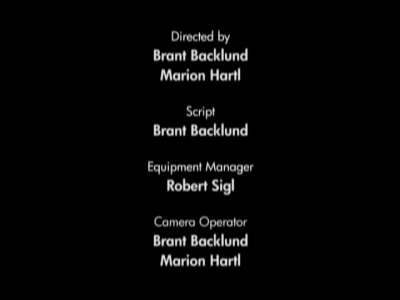 Directed by
Brant Backlund
Marion Hartl
Script
Brant Backlund
Equipment Manager
Robert Sigl
Camera Operator
Brant Backlund
Marion Hartl